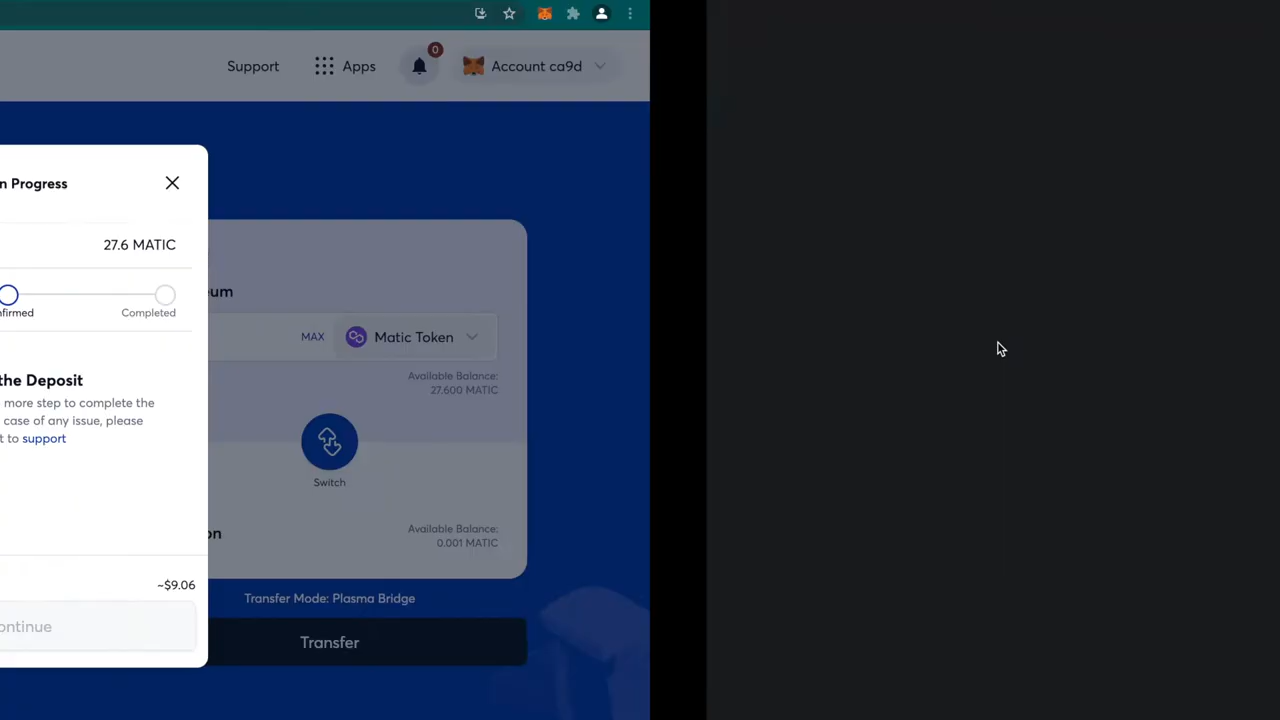 Support
Apps
0
Account ca9d
n Progress
27.6 MATIC
nfirmed
Completed
eum
MAX
Matic Token
Available Balance:
27.600 MATIC
the Deposit
more step to complete the
case of any issue, please
t to support
Switch
on
Available Balance:
0.001 MATIC
~$9.06
ontinue
Transfer Mode: Plasma Bridge
Transfer